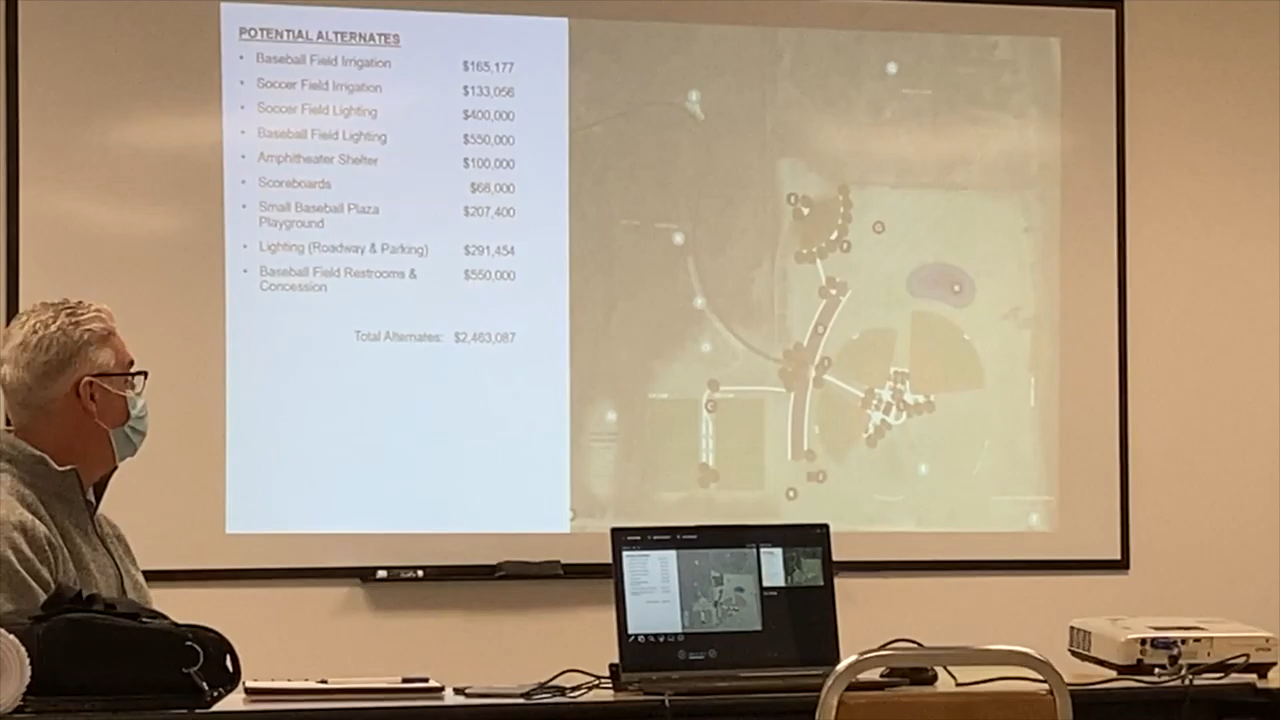 POTENTIAL ALTERNATES
• Baseball Field Irrigation $165,177
• Soccer Field Irrigation $133,056
• Soccer Field Lighting $400,000
• Baseball Field Lighting $550,000
• Amphitheater Shelter $100,000
• Scoreboards $66,000
• Small Baseball Plaza $207,400
Playground
• Lighting (Roadway & Parking) $291,454
• Baseball Field Restrooms & $550,000
Concession
Total Alternates: $2,463,087
EPSON